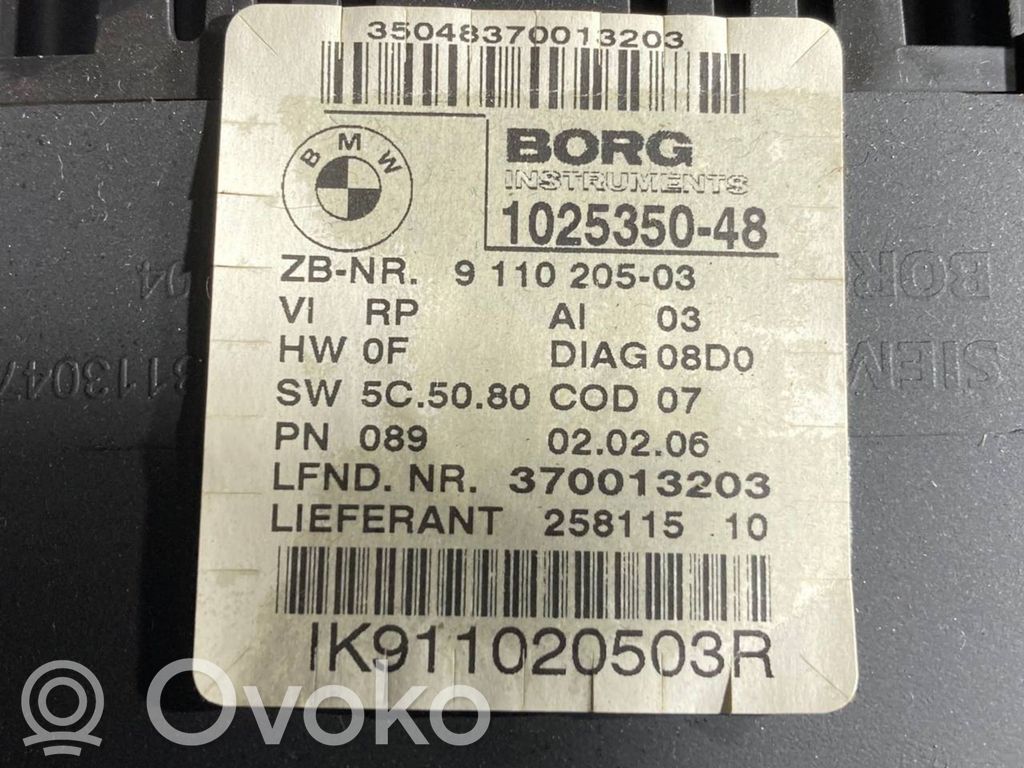 35048370013203
BMW
BORG
INSTRUMENTS
1025350-48
ZB-NR. 9 110 205-03
VI RP AI 03
HW 0F DIAG 08D0
SW 5C.50.80 COD 07
PN 089 02.02.06
LFND. NR. 370013203
LIEFERANT 258115 10
IK911020503R
Ovoko